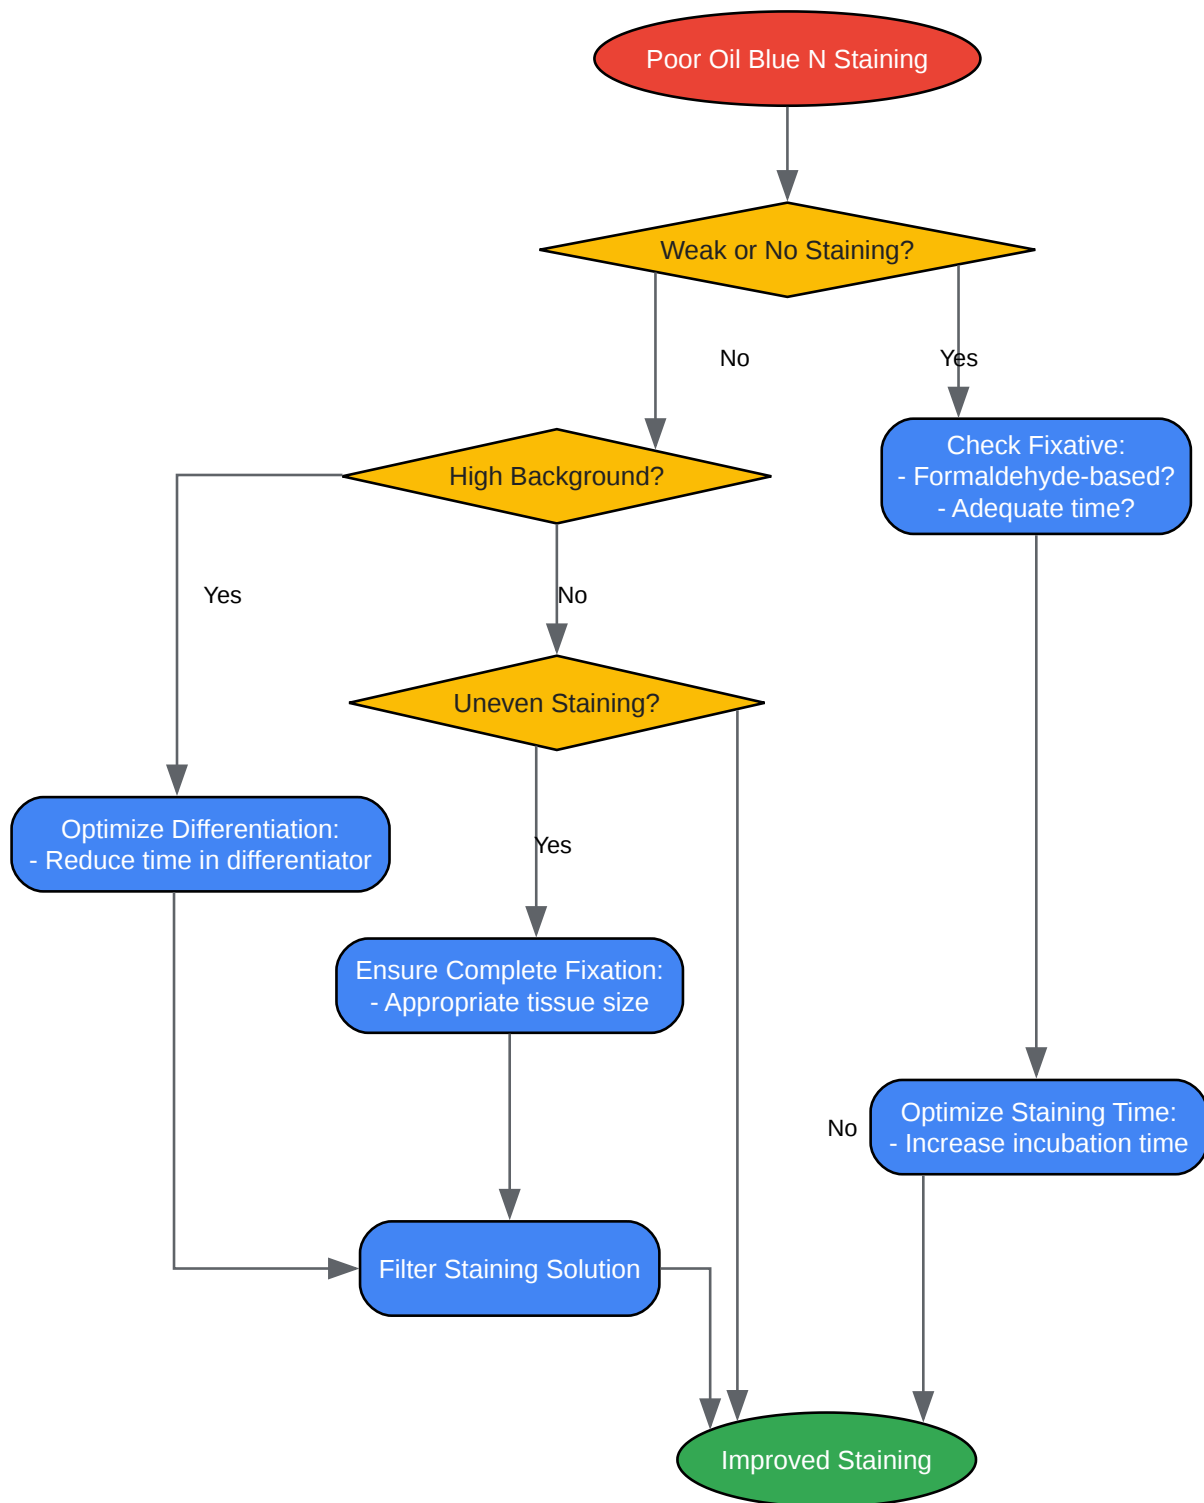 Poor Oil Blue N Staining
Weak or No Staining?
No
Yes
Check Fixative:
- Formaldehyde-based?
- Adequate time?
High Background?
Yes
No
Uneven Staining?
Optimize Differentiation:
- Reduce time in differentiator
Yes
Ensure Complete Fixation:
- Appropriate tissue size
No
Optimize Staining Time:
- Increase incubation time
Filter Staining Solution
Improved Staining